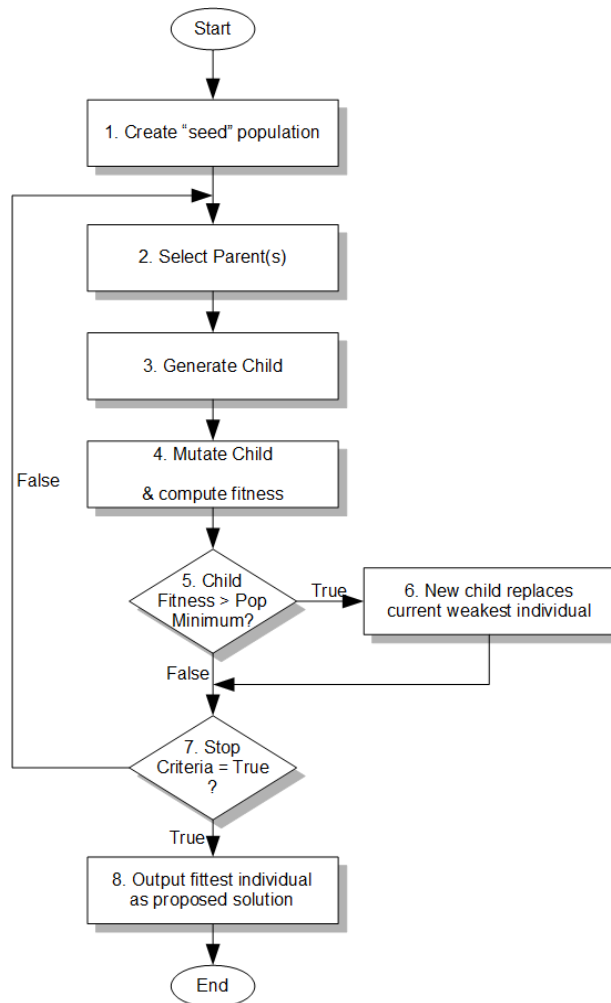 Start
1. Create “seed” population
2. Select Parent(s)
3. Generate Child
4. Mutate Child
& compute fitness
False
5. Child
Fitness > Pop
Minimum?
True
6. New child replaces
current weakest individual
False
7. Stop
Criteria = True
?
True
8. Output fittest individual
as proposed solution
End